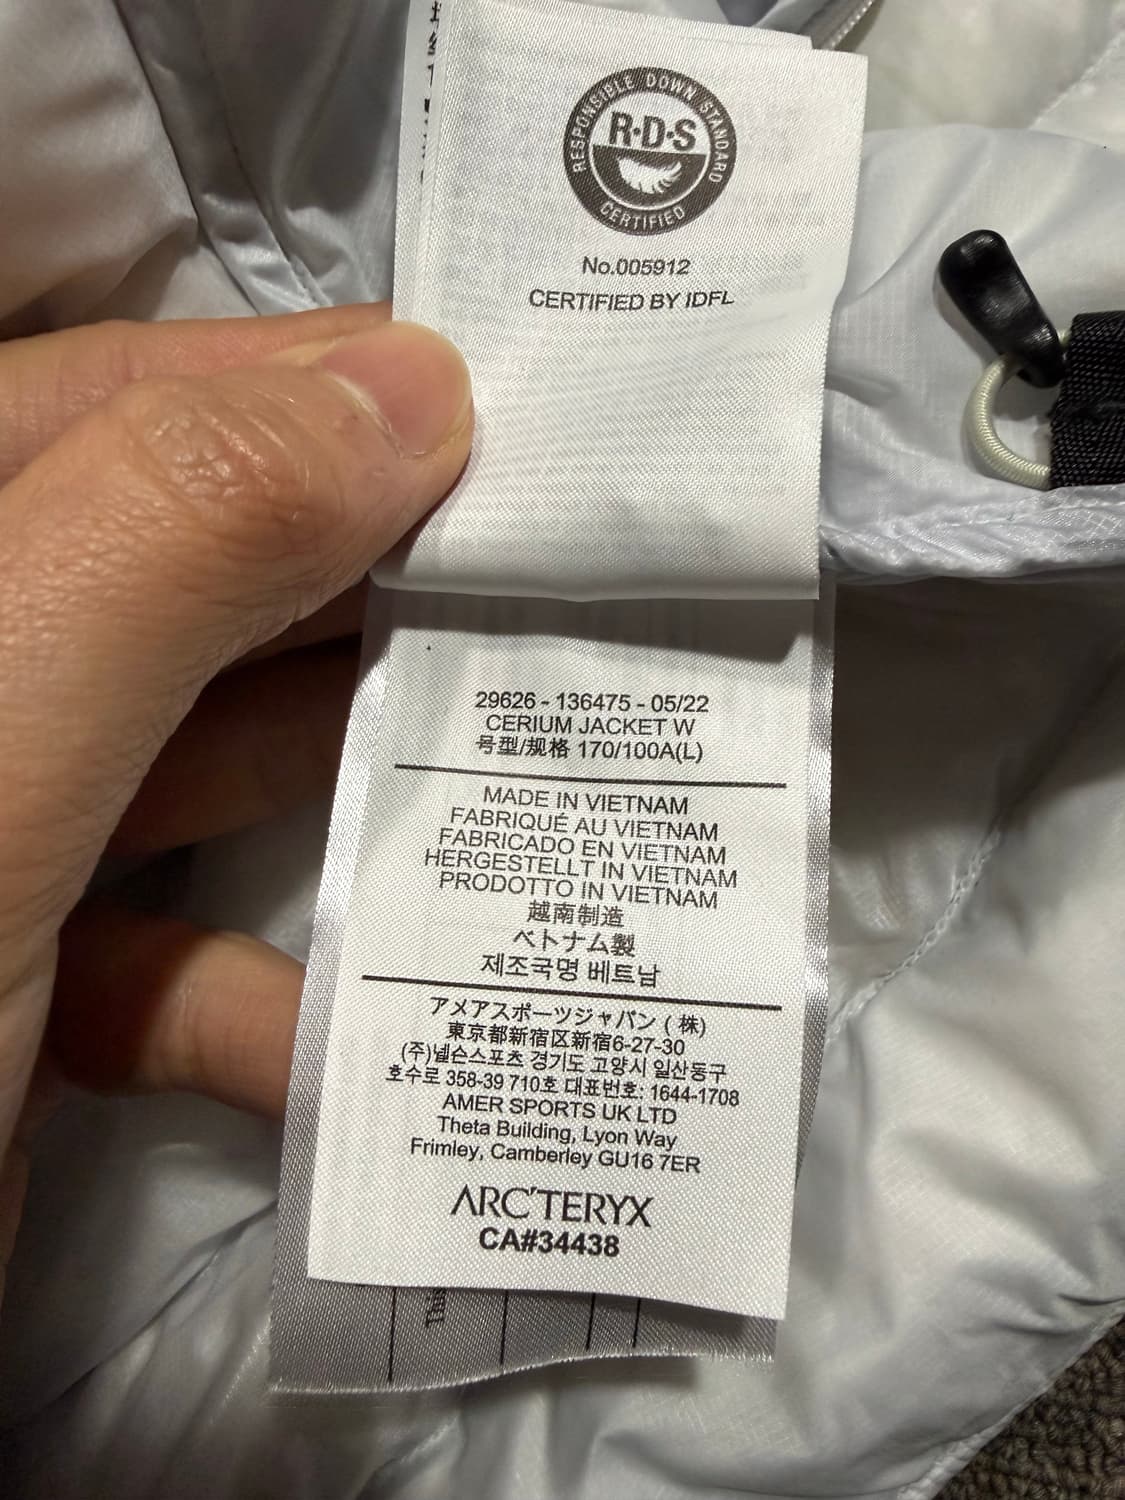 RESPONSIBLE DOWN STANDARD
R·D·S
CERTIFIED
No.005912
CERTIFIED BY IDFL
29626 - 136475 - 05/22
CERIUM JACKET W
号型/规格 170/100A(L)
MADE IN VIETNAM
FABRIQUÉ AU VIETNAM
FABRICADO EN VIETNAM
HERGESTELLT IN VIETNAM
PRODOTTO IN VIETNAM
越南制造
ベトナム製
제조국명 베트남
アメアスポーツジャパン (株)
東京都新宿区新宿6-27-30
(주)넬슨스포츠 경기도 고양시 일산동구
호수로 358-39 710호 대표번호: 1644-1708
AMER SPORTS UK LTD
Theta Building, Lyon Way
Frimley, Camberley GU16 7ER
ARC'TERYX
CA#34438